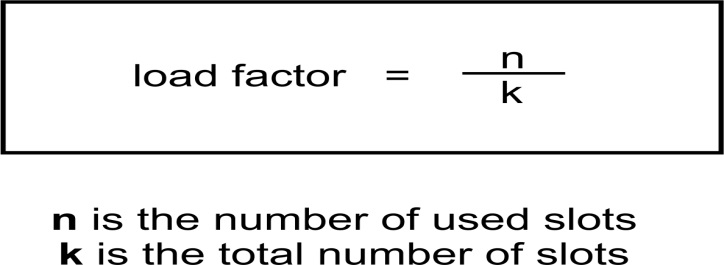 load factor = n
k
n is the number of used slots
k is the total number of slots